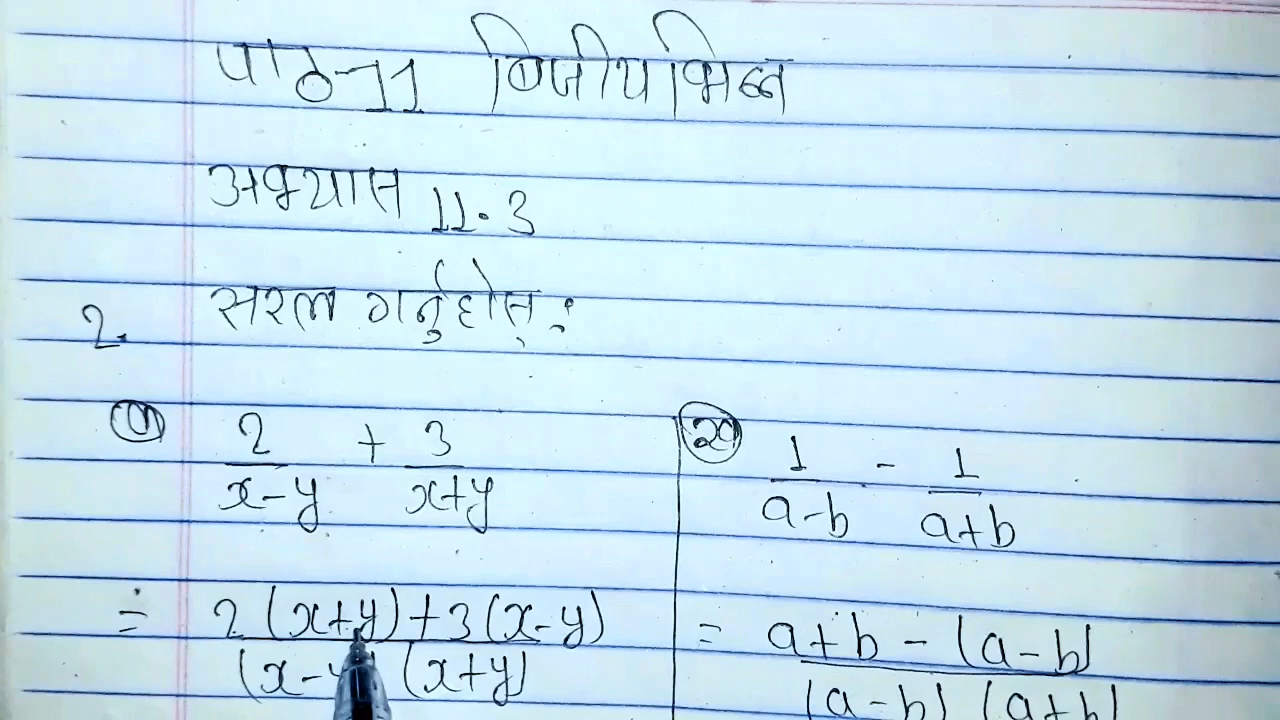 पाठ-11 बिजीय भिन्न
अभ्यास 11.3
2. सरल गर्नुहोस् :
2/(x-y) + 3/(x+y)
= (2(x+y)+3(x-y))/((x-y)(x+y))
1/(a-b) - 1/(a+b)
= (a+b-(a-b))/((a-b)(a+b))